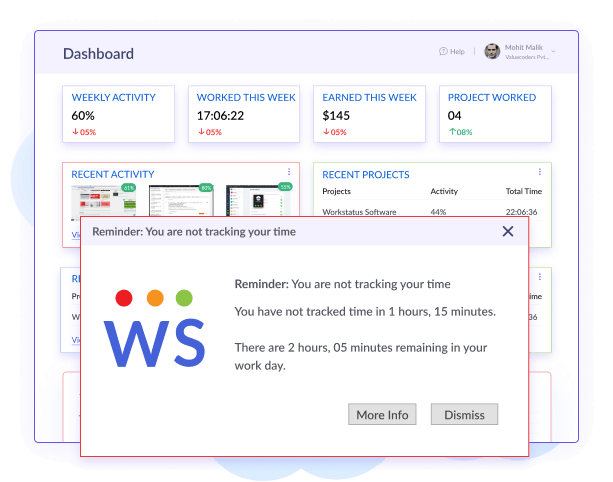 Dashboard
Help
Mohit Malik
Valuecoders Pvt..
WEEKLY ACTIVITY
60%
05%
WORKED THIS WEEK
17:06:22
05%
EARNED THIS WEEK
$145
05%
PROJECT WORKED
04
08%
RECENT ACTIVITY
61%
80%
55%
RECENT PROJECTS
Projects Activity Total Time
Workstatus Software 44% 22:06:36
Reminder: You are not tracking your time
WS
Reminder: You are not tracking your time
You have not tracked time in 1 hours, 15 minutes.
There are 2 hours, 05 minutes remaining in your
work day.
More Info
Dismiss